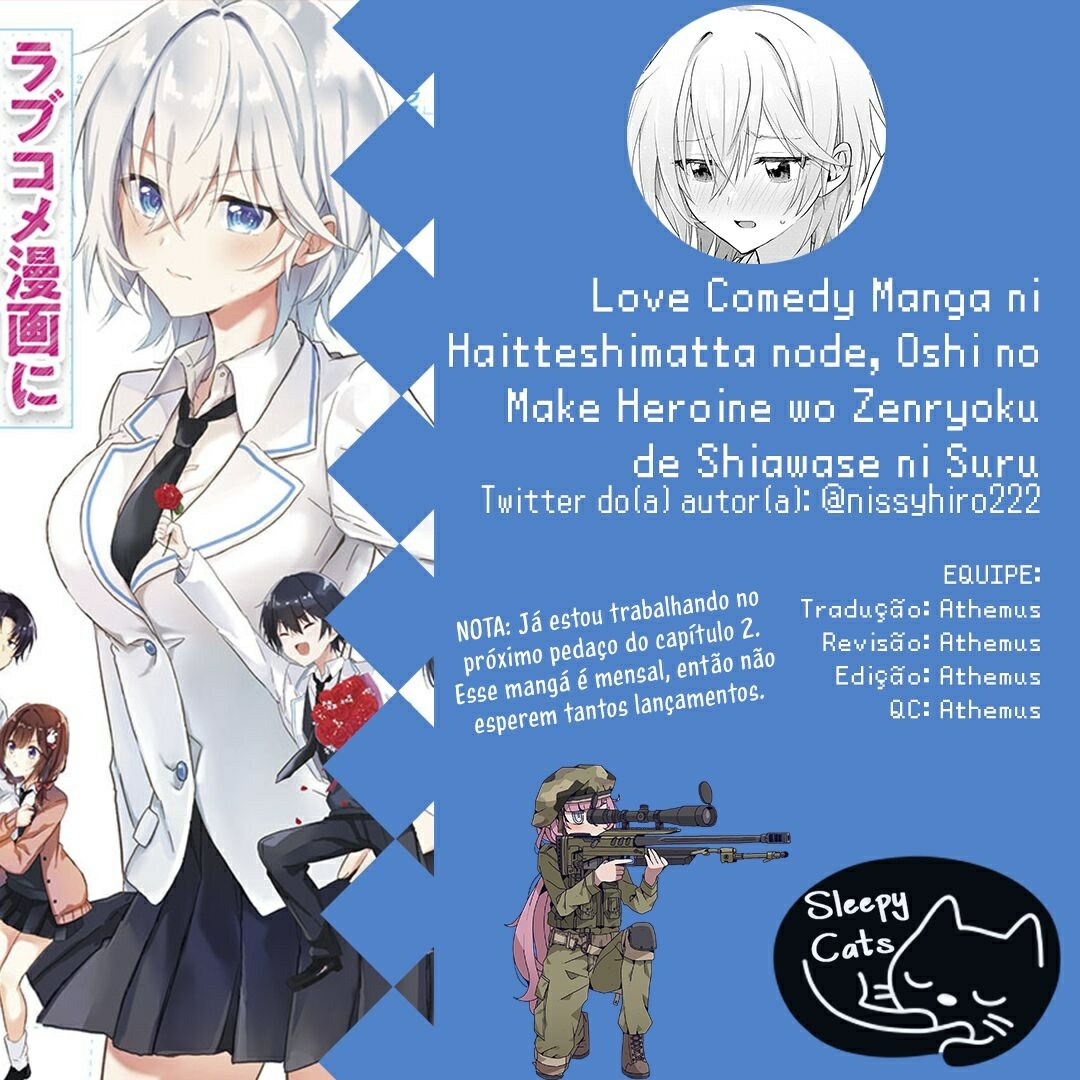 ラブコメ漫画に
Love Comedy Manga ni
Haitteshimatta node, Oshi no
Make Heroine wo Zenryoku
de Shiawase ni Suru
Twitter do(a) autor(a): @nissyhiro222
EQUIPE:
Tradução: Athemus
Revisão: Athemus
Edição: Athemus
QC: Athemus
NOTA: Já estou trabalhando no
próximo pedaço do capítulo 2.
Esse mangá é mensal, então não
esperem tantos lançamentos.
Sleepy
Cats